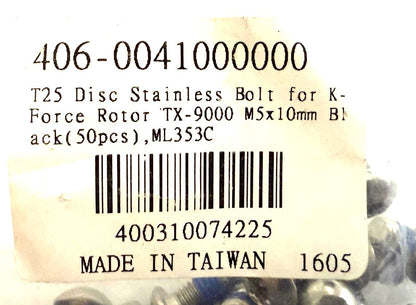 406-0041000000
T25 Disc Stainless Bolt for K-
Force Rotor TX-9000 M5x10mm Bl
ack(50pcs),ML353C
400310074225
MADE IN TAIWAN 1605